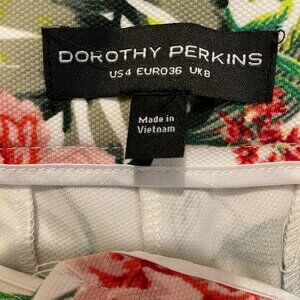 DOROTHY PERKINS
US4 EURO36 UK8
Made in
Vietnam